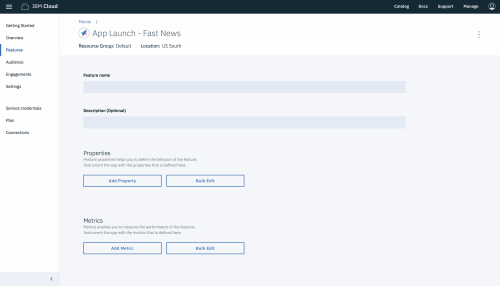 IBM Cloud
Catalog Docs Support Manage
Getting Started
Overview
Features
Audience
Engagements
Settings
Service credentials
Plan
Connections
Mobile /
App Launch - Fast News
Resource Group: Default Location: US South
Feature name
Description (Optional)
Properties
Feature properties helps you to define the behavior of the feature.
Instrument the app with the properties that is defined here.
Add Property Bulk Edit
Metrics
Metrics enables you to measure the performance of the features.
Instrument the app with the metrics that is defined here.
Add Metric Bulk Edit